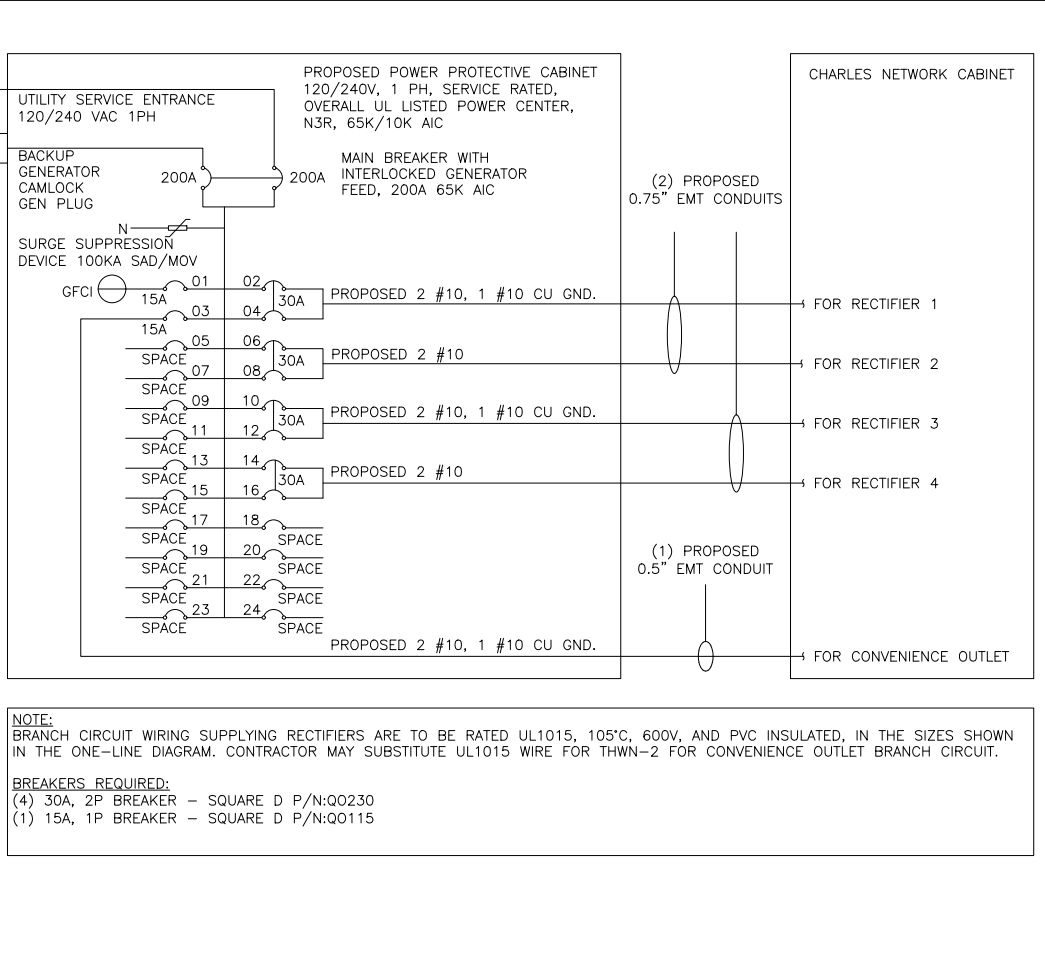 PROPOSED POWER PROTECTIVE CABINET
120/240V, 1 PH, SERVICE RATED,
OVERALL UL LISTED POWER CENTER,
N3R, 65K/10K AIC
CHARLES NETWORK CABINET
UTILITY SERVICE ENTRANCE
120/240 VAC 1PH
BACKUP
GENERATOR
CAMLOCK
GEN PLUG
200A
200A
MAIN BREAKER WITH
INTERLOCKED GENERATOR
FEED, 200A 65K AIC
(2) PROPOSED
0.75" EMT CONDUITS
N
SURGE SUPPRESSION
DEVICE 100KA SAD/MOV
GFCI
15A
01
02
30A
PROPOSED 2 #10, 1 #10 CU GND.
FOR RECTIFIER 1
15A
03
04
SPACE
05
06
30A
PROPOSED 2 #10
FOR RECTIFIER 2
SPACE
07
08
SPACE
09
10
30A
PROPOSED 2 #10, 1 #10 CU GND.
FOR RECTIFIER 3
SPACE
11
12
SPACE
13
14
30A
PROPOSED 2 #10
FOR RECTIFIER 4
SPACE
15
16
SPACE
17
18
SPACE
SPACE
19
20
SPACE
SPACE
21
22
SPACE
SPACE
23
24
SPACE
(1) PROPOSED
0.5" EMT CONDUIT
PROPOSED 2 #10, 1 #10 CU GND.
FOR CONVENIENCE OUTLET
NOTE:
BRANCH CIRCUIT WIRING SUPPLYING RECTIFIERS ARE TO BE RATED UL1015, 105°C, 600V, AND PVC INSULATED, IN THE SIZES SHOWN
IN THE ONE-LINE DIAGRAM. CONTRACTOR MAY SUBSTITUTE UL1015 WIRE FOR THWN-2 FOR CONVENIENCE OUTLET BRANCH CIRCUIT.
BREAKERS REQUIRED:
(4) 30A, 2P BREAKER - SQUARE D P/N:QO230
(1) 15A, 1P BREAKER - SQUARE D P/N:QO115